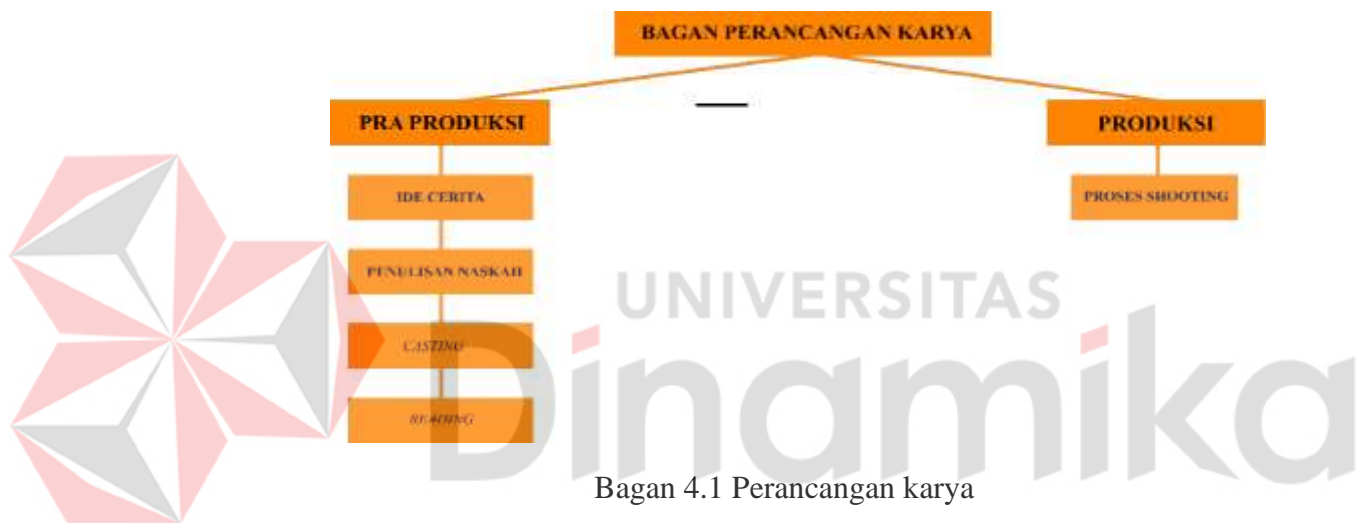 BAGAN PERANCANGAN KARYA
PRA PRODUKSI
PRODUKSI
IDE CERITA
PROSES SHOOTING
PENULISAN NASKAH
CASTING
READING
UNIVERSITAS
Dinamika
Bagan 4.1 Perancangan karya